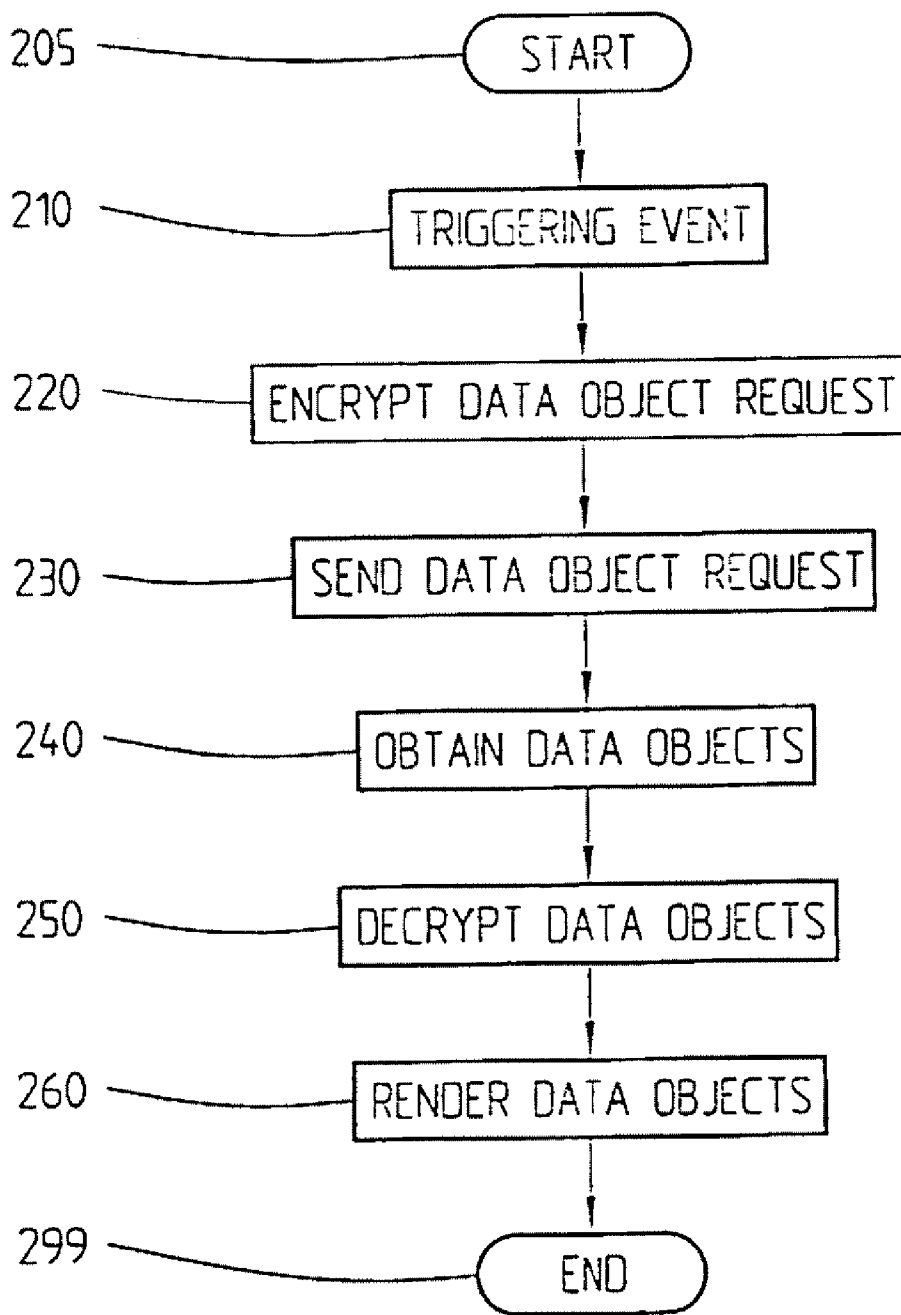 205 START
210 TRIGGERING EVENT
220 ENCRYPT DATA OBJECT REQUEST
230 SEND DATA OBJECT REQUEST
240 OBTAIN DATA OBJECTS
250 DECRYPT DATA OBJECTS
260 RENDER DATA OBJECTS
299 END